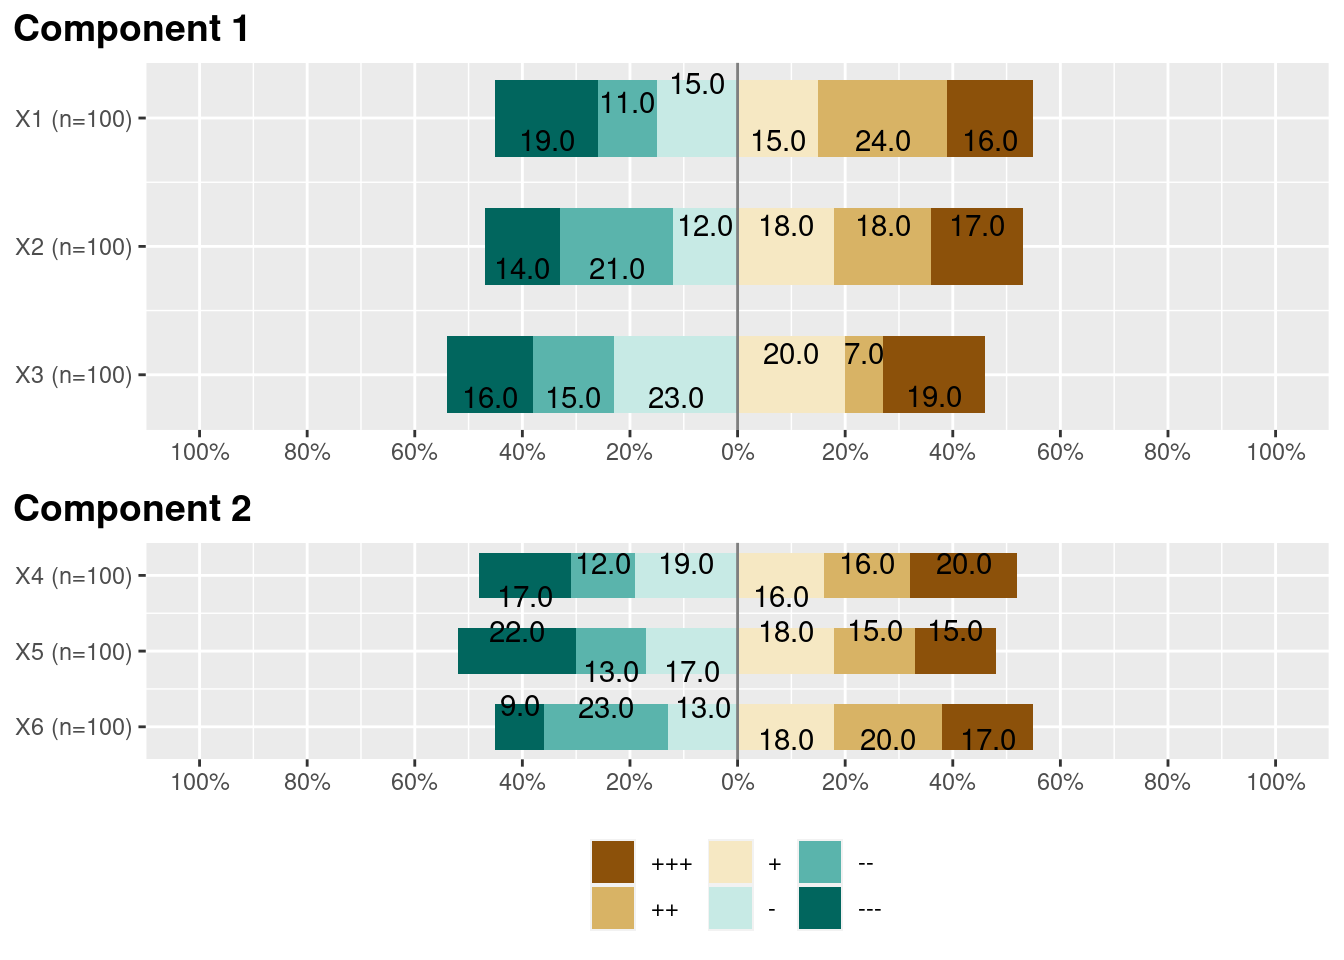 Component 1
X1 (n=100) 19.0 11.0 15.0 15.0 24.0 16.0
X2 (n=100) 14.0 21.0 12.0 18.0 18.0 17.0
X3 (n=100) 16.0 15.0 23.0 20.0 7.0 19.0
100% 80% 60% 40% 20% 0% 20% 40% 60% 80% 100%
Component 2
X4 (n=100) 17.0 12.0 19.0 16.0 16.0 20.0
X5 (n=100) 22.0 13.0 17.0 18.0 15.0 15.0
X6 (n=100) 9.0 23.0 13.0 18.0 20.0 17.0
100% 80% 60% 40% 20% 0% 20% 40% 60% 80% 100%
+++ + --
++ - ---